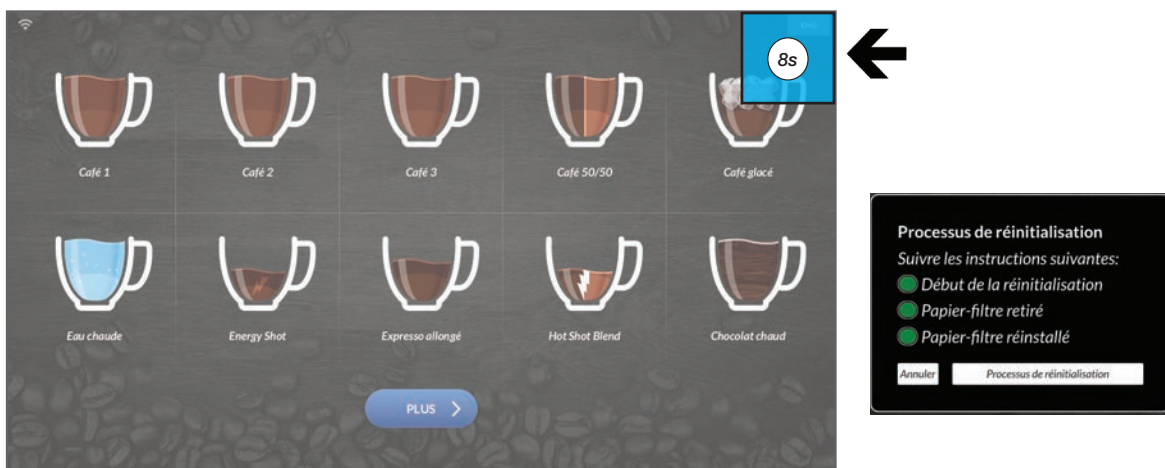 ENG
8s
Café 1
Café 2
Café 3
Café 50/50
Café glacé
Eau chaude
Energy Shot
Expresso allongé
Hot Shot Blend
Chocolat chaud
PLUS
Processus de réinitialisation
Suivre les instructions suivantes:
Début de la réinitialisation
Papier-filtre retiré
Papier-filtre réinstallé
Annuler
Processus de réinitialisation